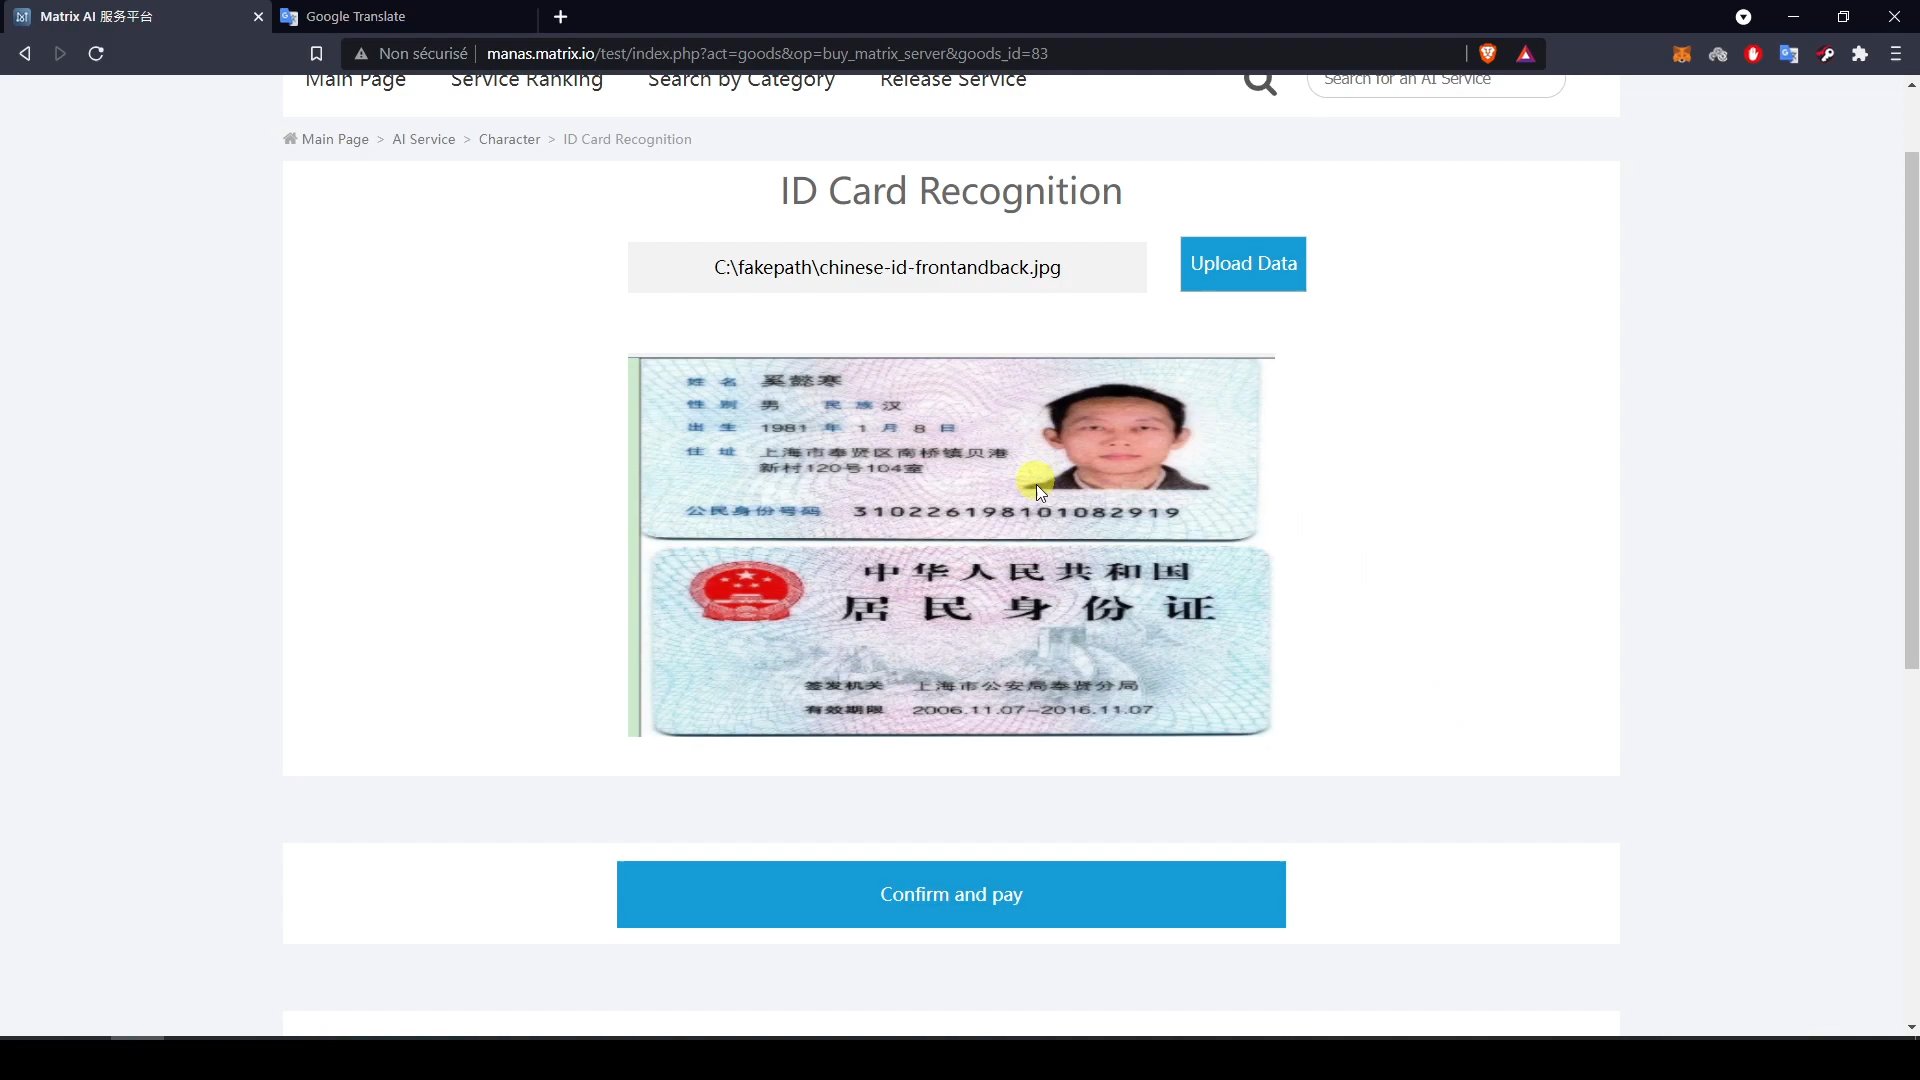 Matrix AI 服务平台
Google Translate
Non sécurisé
manas.matrix.io/test/index.php?act=goods&op=buy_matrix_server&goods_id=83
Main Page
Service Ranking
Search by Category
Release Service
Search for an AI Service
Main Page > AI Service > Character > ID Card Recognition
ID Card Recognition
C:\fakepath\chinese-id-frontandback.jpg
Upload Data
姓 名 奚懿寒
性 别 男 民 族 汉
出 生 1981 年 1 月 8 日
住 址 上海市奉贤区南桥镇贝港
新村120号104室
公民身份号码 310226198101082919
中华人民共和国
居民身份证
签发机关 上海市公安局奉贤分局
有效期限 2006.11.07-2016.11.07
Confirm and pay